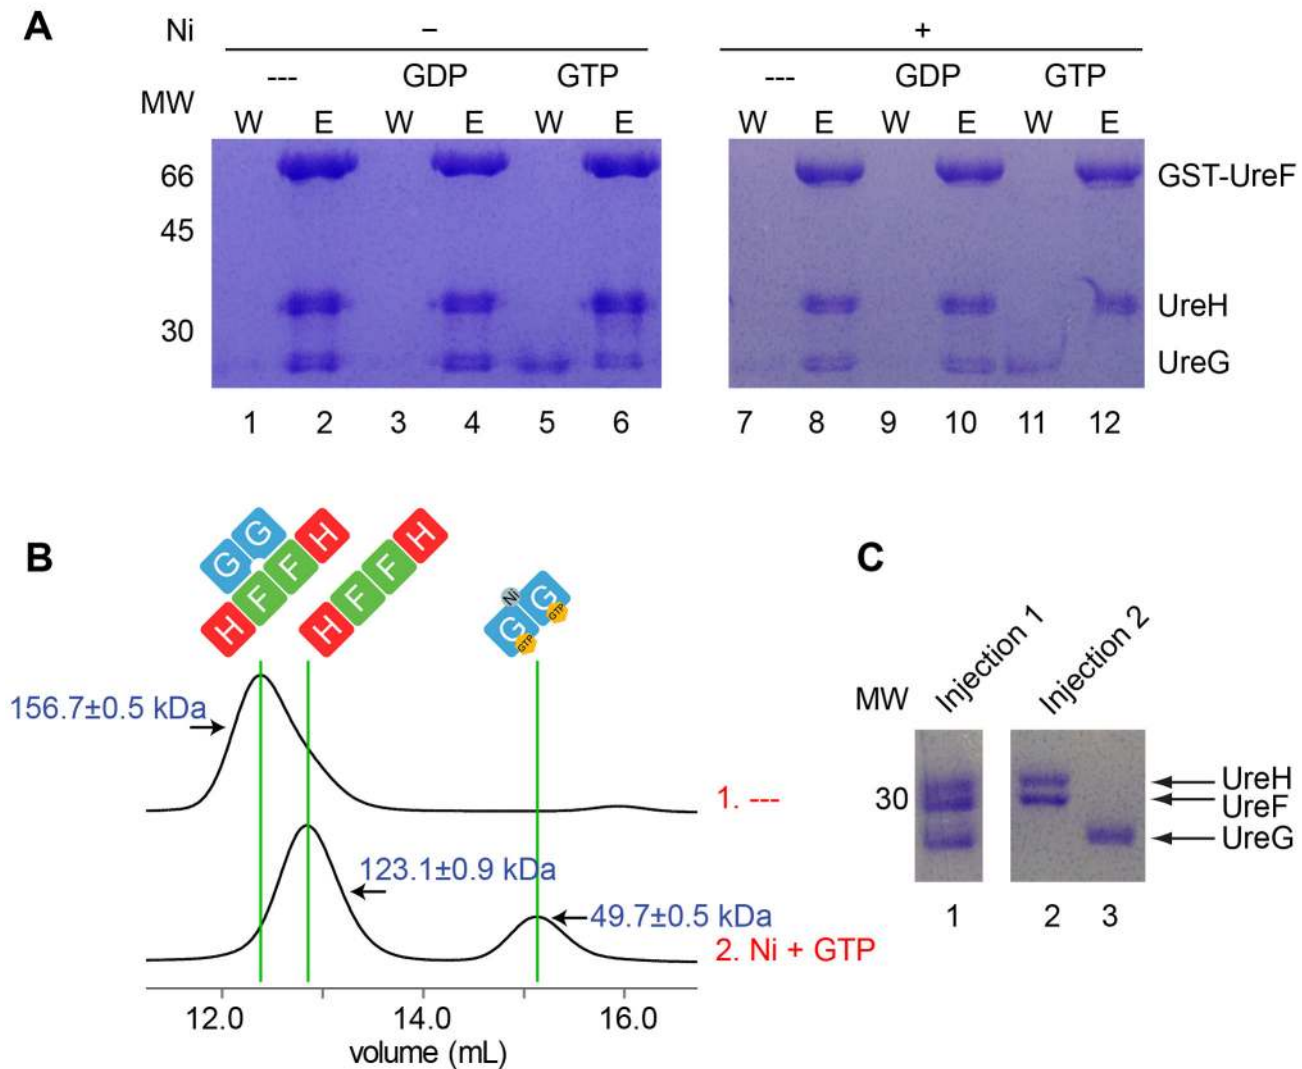 A
Ni − +
--- GDP GTP --- GDP GTP
MW
W E W E W E W E W E W E
66 GST-UreF
45
UreH
30
UreG
1 2 3 4 5 6 7 8 9 10 11 12
B
G G H F F H
H F F H
Ni G G GTP GTP
156.7±0.5 kDa
1. ---
123.1±0.9 kDa
49.7±0.5 kDa
2. Ni + GTP
12.0 14.0 16.0
volume (mL)
C
Injection 1
Injection 2
MW
UreH
30 UreF
UreG
1 2 3